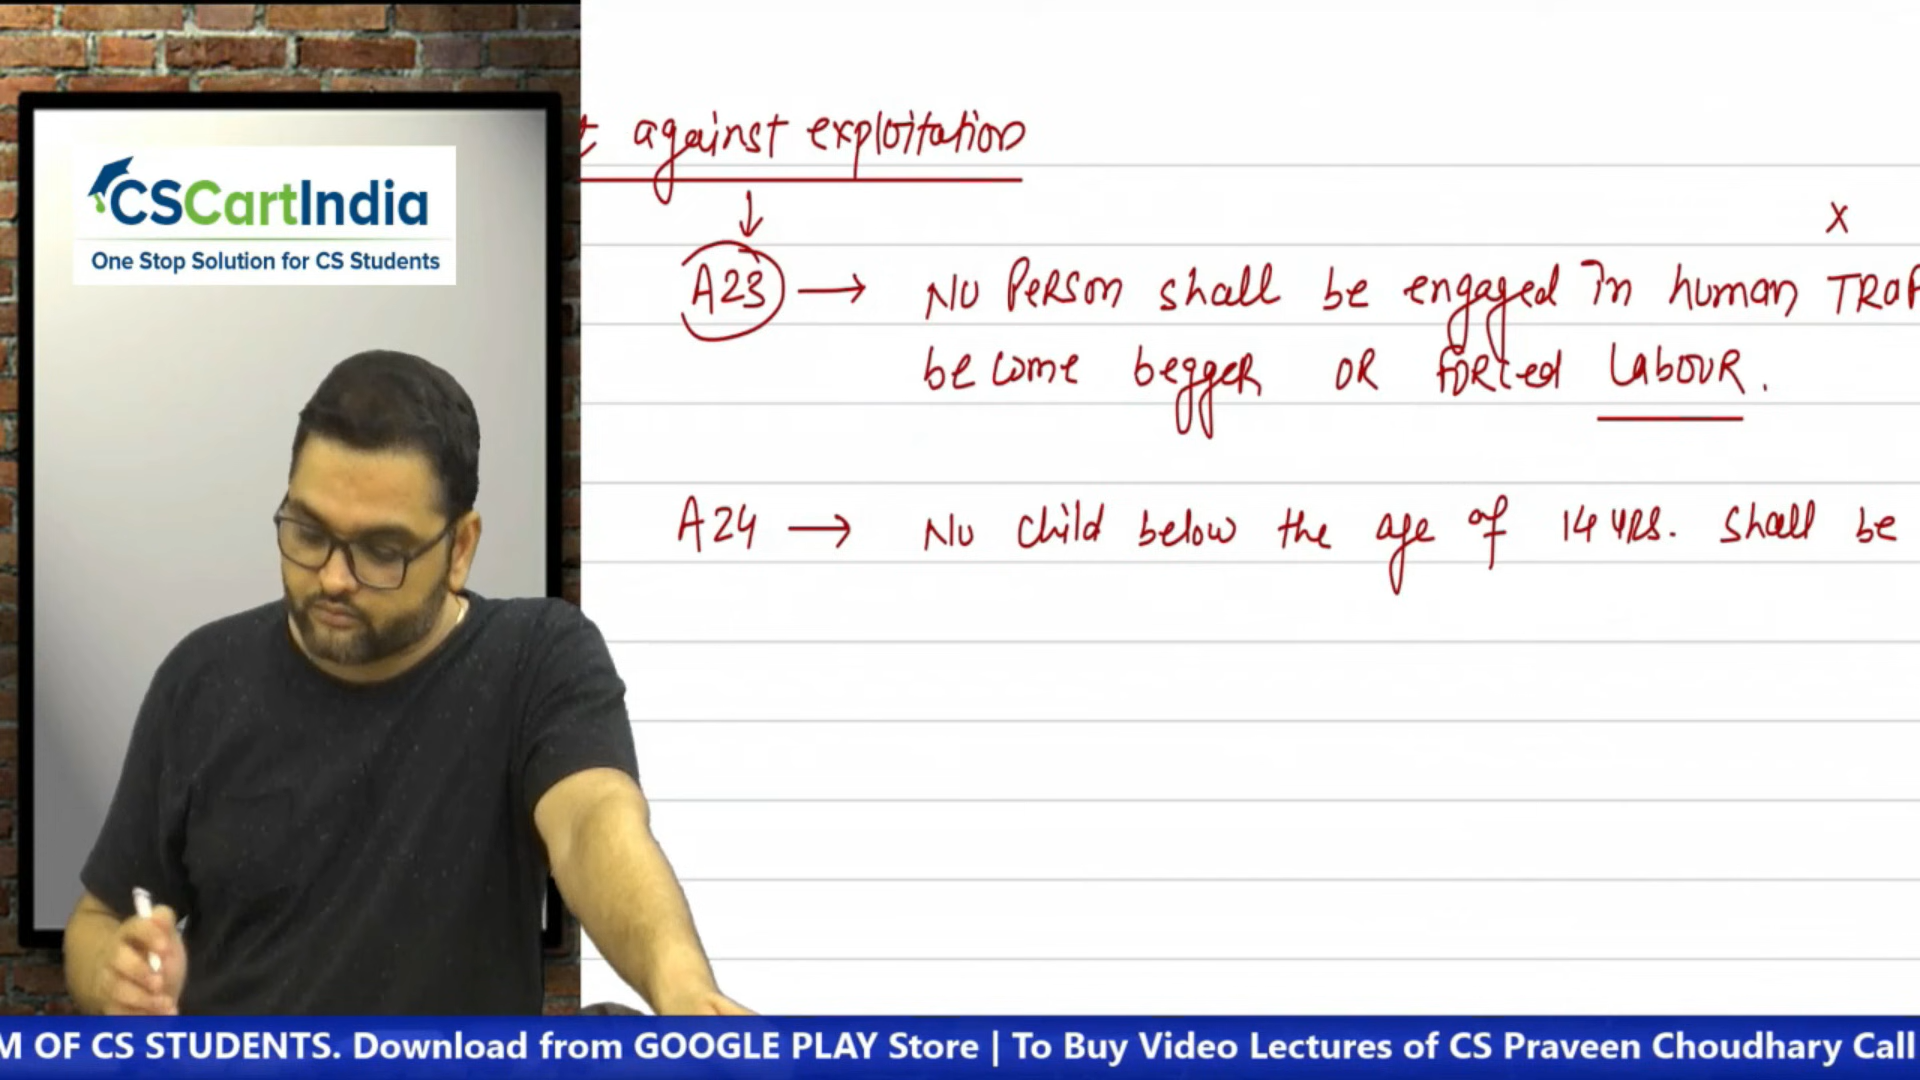 CSCartIndia
One Stop Solution for CS Students
against exploitation
X
A23 → No Person shall be engaged in human
become begger OR forced Labour.
A24 → No child below the age of 14 yrs. shall be
M OF CS STUDENTS. Download from GOOGLE PLAY Store | To Buy Video Lectures of CS Praveen Choudhary Call